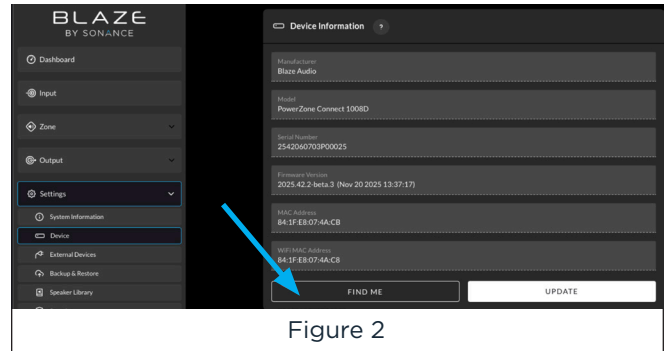 BLAZE
BY SONANCE
Dashboard
Input
Zone
Output
Settings
System Information
Device
External Devices
Backup & Restore
Speaker Library
Device Information ?
Manufacturer
Blaze Audio
Model
PowerZone Connect 1008D
Serial Number
2542060703P00025
Firmware Version
2025.42.2-beta.3 (Nov 20 2025 13:37:17)
MAC Address
84:1F:E8:07:4A:CB
WIFI MAC Address
84:1F:E8:07:4A:C8
FIND ME
UPDATE
Figure 2